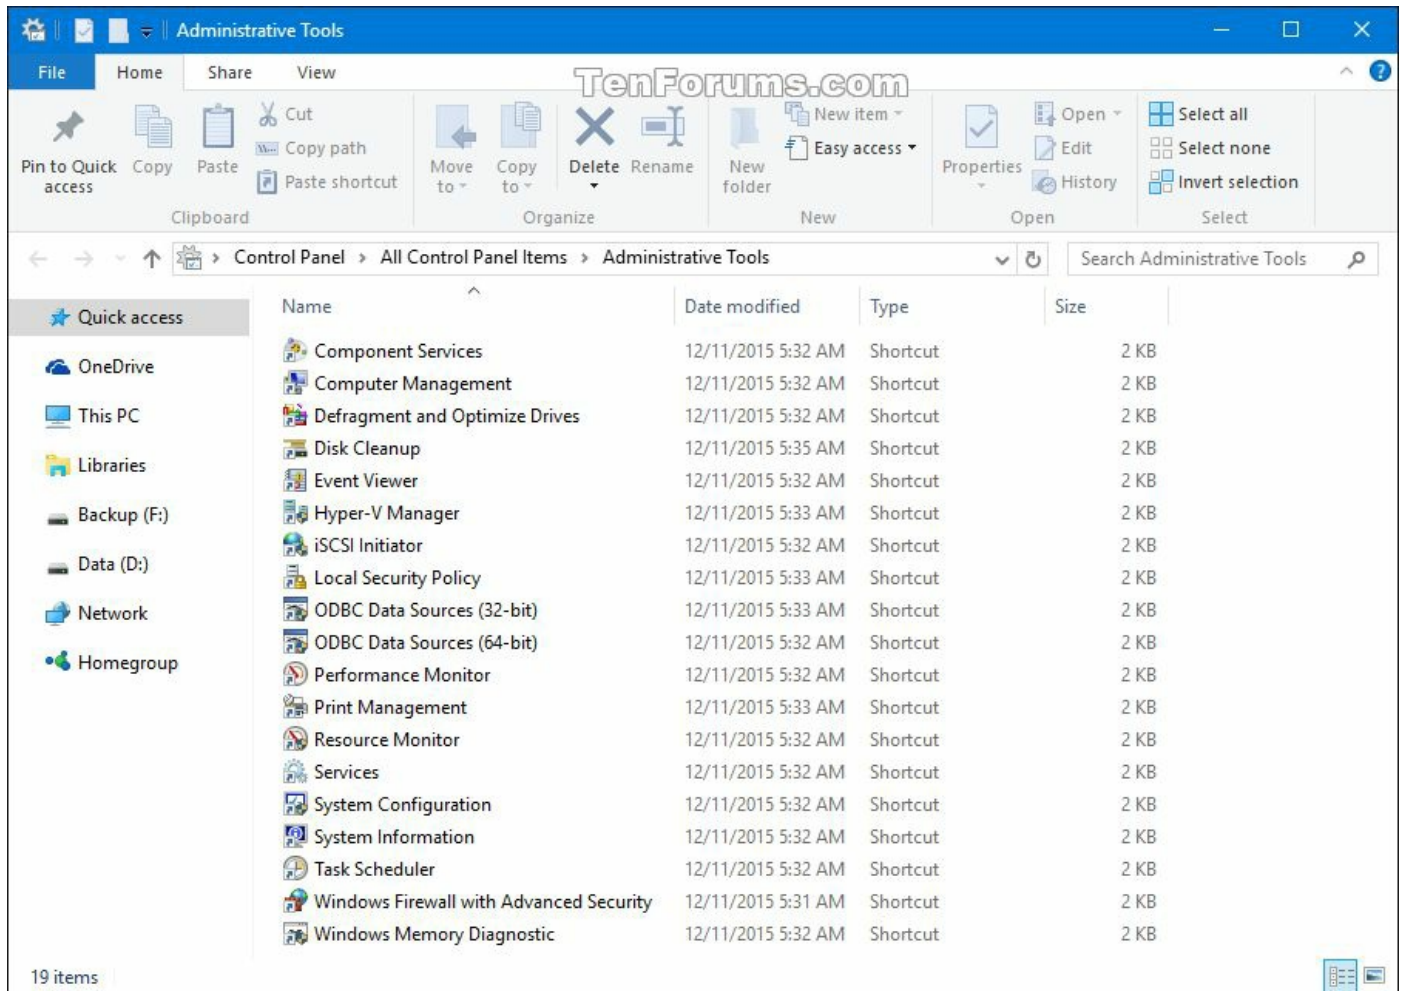 Administrative Tools
File Home Share View
TenForums.com
Pin to Quick access
Copy
Paste
Cut
Copy path
Paste shortcut
Clipboard
Move to
Copy to
Delete
Rename
Organize
New folder
New item
Easy access
New
Properties
Open
Edit
History
Open
Select all
Select none
Invert selection
Select
Control Panel > All Control Panel Items > Administrative Tools
Search Administrative Tools
Quick access
OneDrive
This PC
Libraries
Backup (F:)
Data (D:)
Network
Homegroup
Name Date modified Type Size
Component Services 12/11/2015 5:32 AM Shortcut 2 KB
Computer Management 12/11/2015 5:32 AM Shortcut 2 KB
Defragment and Optimize Drives 12/11/2015 5:32 AM Shortcut 2 KB
Disk Cleanup 12/11/2015 5:35 AM Shortcut 2 KB
Event Viewer 12/11/2015 5:32 AM Shortcut 2 KB
Hyper-V Manager 12/11/2015 5:33 AM Shortcut 2 KB
iSCSI Initiator 12/11/2015 5:32 AM Shortcut 2 KB
Local Security Policy 12/11/2015 5:33 AM Shortcut 2 KB
ODBC Data Sources (32-bit) 12/11/2015 5:33 AM Shortcut 2 KB
ODBC Data Sources (64-bit) 12/11/2015 5:32 AM Shortcut 2 KB
Performance Monitor 12/11/2015 5:32 AM Shortcut 2 KB
Print Management 12/11/2015 5:33 AM Shortcut 2 KB
Resource Monitor 12/11/2015 5:32 AM Shortcut 2 KB
Services 12/11/2015 5:32 AM Shortcut 2 KB
System Configuration 12/11/2015 5:32 AM Shortcut 2 KB
System Information 12/11/2015 5:32 AM Shortcut 2 KB
Task Scheduler 12/11/2015 5:32 AM Shortcut 2 KB
Windows Firewall with Advanced Security 12/11/2015 5:31 AM Shortcut 2 KB
Windows Memory Diagnostic 12/11/2015 5:32 AM Shortcut 2 KB
19 items